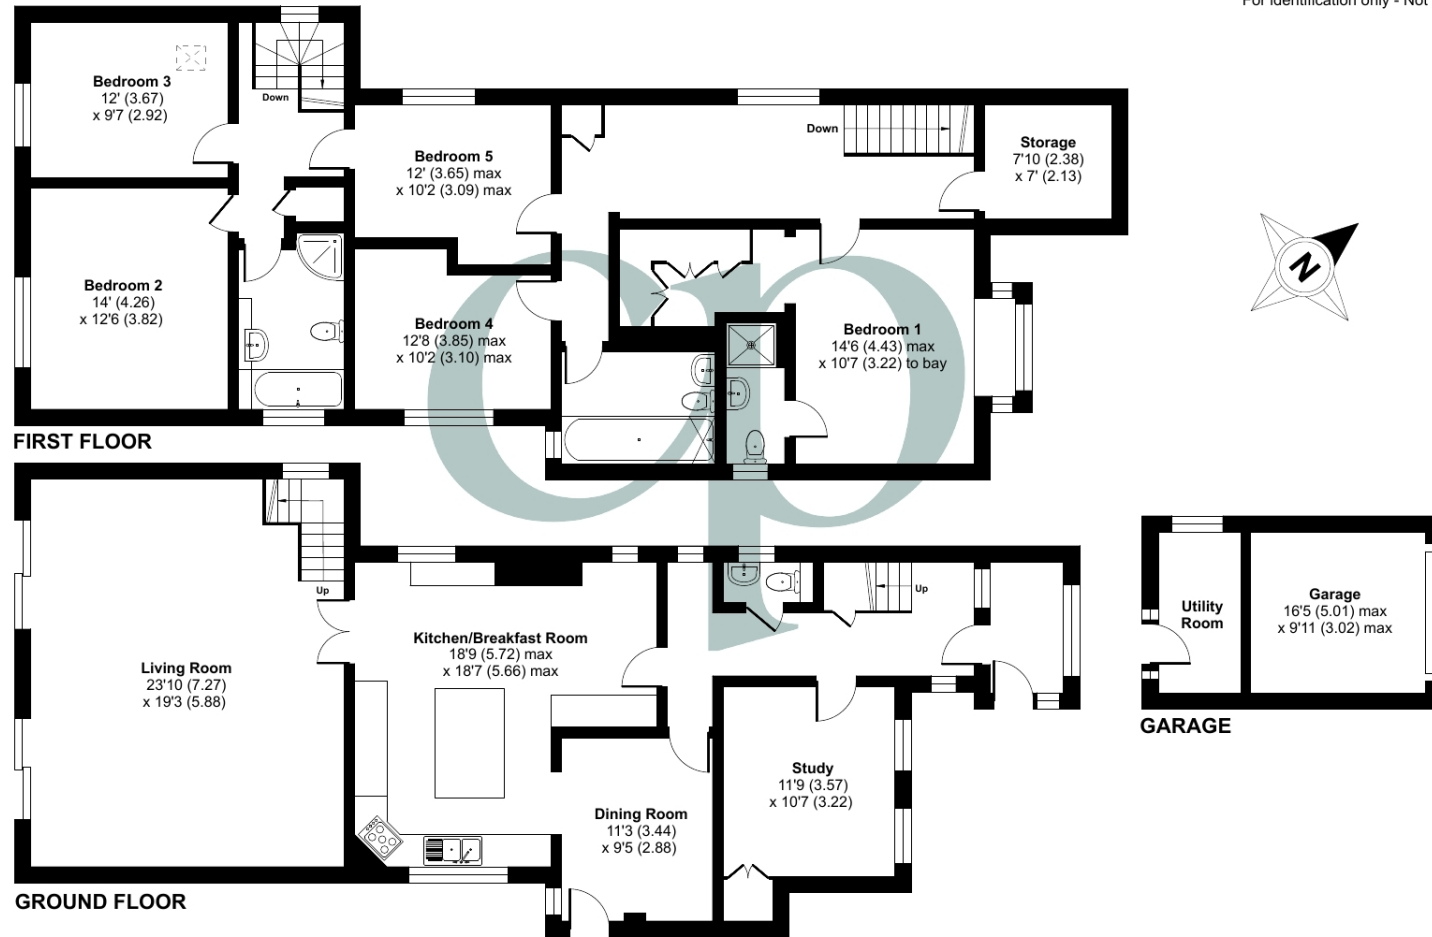 For identification only - Not
Bedroom 3
12' (3.67)
x 9'7 (2.92)
Down
Bedroom 5
12' (3.65) max
x 10'2 (3.09) max
Down
Storage
7'10 (2.38)
x 7' (2.13)
Bedroom 2
14' (4.26)
x 12'6 (3.82)
Bedroom 4
12'8 (3.85) max
x 10'2 (3.10) max
Bedroom 1
14'6 (4.43) max
x 10'7 (3.22) to bay
N
cp
FIRST FLOOR
Up
Up
Living Room
23'10 (7.27)
x 19'3 (5.88)
Kitchen/Breakfast Room
18'9 (5.72) max
x 18'7 (5.66) max
Utility
Room
Garage
16'5 (5.01) max
x 9'11 (3.02) max
GARAGE
Dining Room
11'3 (3.44)
x 9'5 (2.88)
Study
11'9 (3.57)
x 10'7 (3.22)
GROUND FLOOR